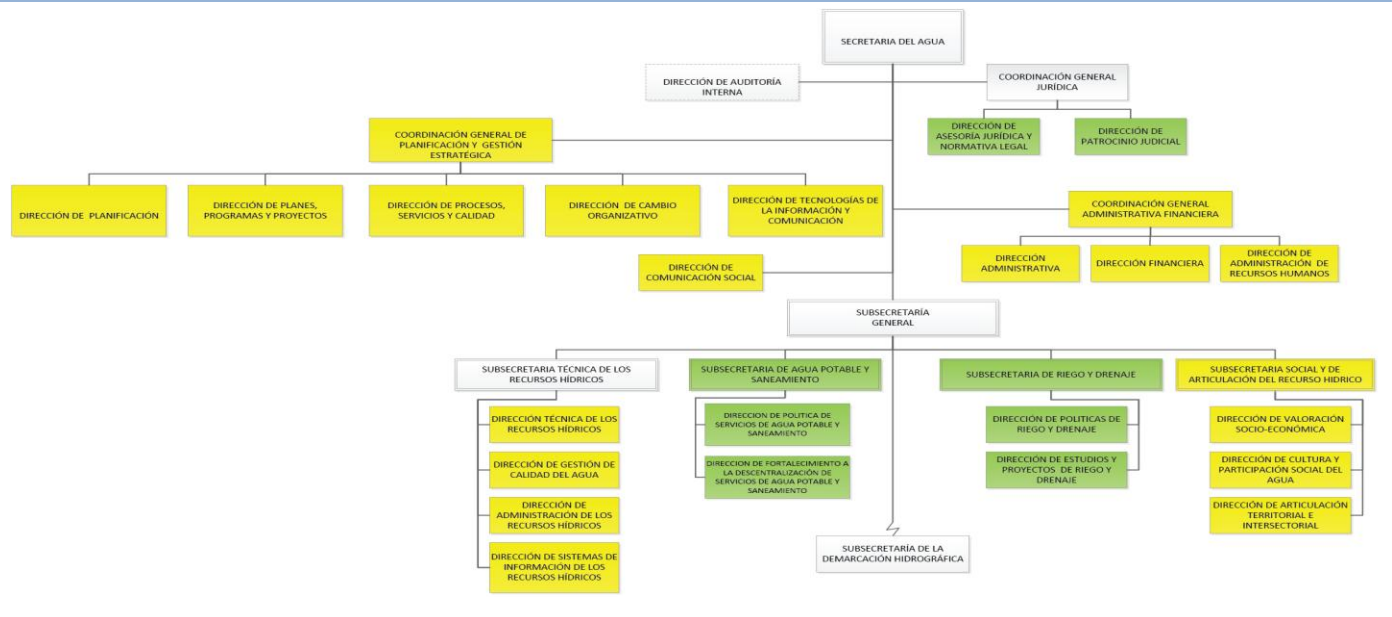 SECRETARIA DEL AGUA
DIRECCIÓN DE AUDITORÍA
INTERNA
COORDINACIÓN GENERAL
JURÍDICA
DIRECCIÓN DE
ASESORÍA JURÍDICA Y
NORMATIVA LEGAL
DIRECCIÓN DE
PATROCINIO JUDICIAL
COORDINACIÓN GENERAL DE
PLANIFICACIÓN Y GESTIÓN
ESTRATÉGICA
DIRECCIÓN DE PLANIFICACIÓN
DIRECCIÓN DE PLANES,
PROGRAMAS Y PROYECTOS
DIRECCIÓN DE PROCESOS,
SERVICIOS Y CALIDAD
DIRECCIÓN DE CAMBIO
ORGANIZATIVO
DIRECCIÓN DE TECNOLOGÍAS DE
LA INFORMACIÓN Y
COMUNICACIÓN
COORDINACIÓN GENERAL
ADMINISTRATIVA FINANCIERA
DIRECCIÓN
ADMINISTRATIVA
DIRECCIÓN FINANCIERA
DIRECCIÓN DE
ADMINISTRACIÓN DE
RECURSOS HUMANOS
DIRECCIÓN DE
COMUNICACIÓN SOCIAL
SUBSECRETARÍA
GENERAL
SUBSECRETARIA TÉCNICA DE LOS
RECURSOS HÍDRICOS
DIRECCIÓN TÉCNICA DE LOS
RECURSOS HÍDRICOS
DIRECCIÓN DE GESTIÓN DE
CALIDAD DEL AGUA
DIRECCIÓN DE
ADMINISTRACIÓN DE LOS
RECURSOS HÍDRICOS
DIRECCIÓN DE SISTEMAS DE
INFORMACIÓN DE LOS
RECURSOS HÍDRICOS
SUBSECRETARIA DE AGUA POTABLE Y
SANEAMIENTO
DIRECCION DE POLITICA DE
SERVICIOS DE AGUA POTABLE Y
SANEAMIENTO
DIRECCION DE FORTALECIMIENTO A
LA DESCENTRALIZACIÓN DE
SERVICIOS DE AGUA POTABLE Y
SANEAMIENTO
SUBSECRETARIA DE RIEGO Y DRENAJE
DIRECCIÓN DE POLITICAS DE
RIEGO Y DRENAJE
DIRECCIÓN DE ESTUDIOS Y
PROYECTOS DE RIEGO Y
DRENAJE
SUBSECRETARIA SOCIAL Y DE
ARTICULACIÓN DEL RECURSO HIDRICO
DIRECCIÓN DE VALORACIÓN
SOCIO-ECONÓMICA
DIRECCIÓN DE CULTURA Y
PARTICIPACIÓN SOCIAL DEL
AGUA
DIRECCIÓN DE ARTICULACIÓN
TERRITORIAL E
INTERSECTORIAL
SUBSECRETARÍA DE LA
DEMARCACIÓN HIDROGRÁFICA